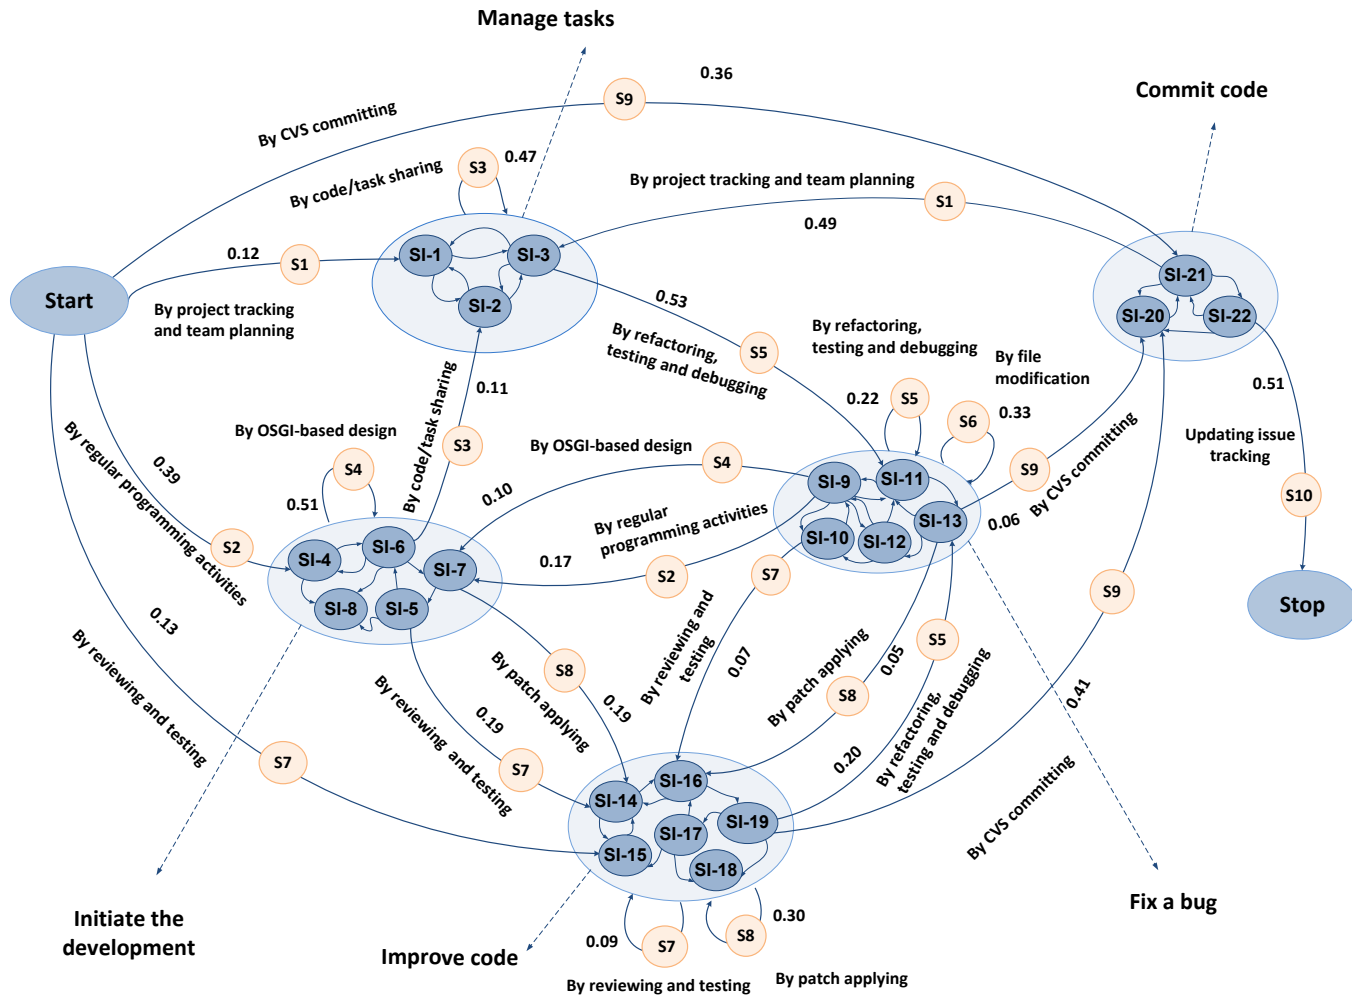 Manage tasks
0.36
S9
Commit code
By CVS committing
0.47
S3
By code/task sharing
By project tracking and team planning
S1
0.49
0.12
S1
SI-1
SI-3
SI-2
SI-21
SI-20
SI-22
Start
By project tracking
and team planning
0.53
S5
By refactoring,
testing and debugging
By refactoring,
testing and debugging
By file
modification
0.51
0.22
S5
S6
0.33
0.11
By code/task sharing
S3
By OSGI-based design
S4
0.51
By OSGI-based design
S4
0.10
Updating issue
tracking
S10
S9
By CVS committing
0.06
0.39
By regular programming activities
S2
SI-9
SI-11
SI-13
SI-10
SI-12
By regular
programming activities
0.17
S2
S7
SI-4
SI-6
SI-7
SI-8
SI-5
S9
Stop
0.13
By reviewing and testing
S7
By reviewing and
testing
0.07
S5
0.05
By patch applying
S8
S8
By patch applying
0.19
0.19
By reviewing and testing
S7
By refactoring,
testing and debugging
0.20
0.41
By CVS committing
SI-16
SI-14
SI-19
SI-17
SI-15
SI-18
Initiate the
development
Improve code
Fix a bug
0.09
S7
S8
0.30
By reviewing and testing
By patch applying